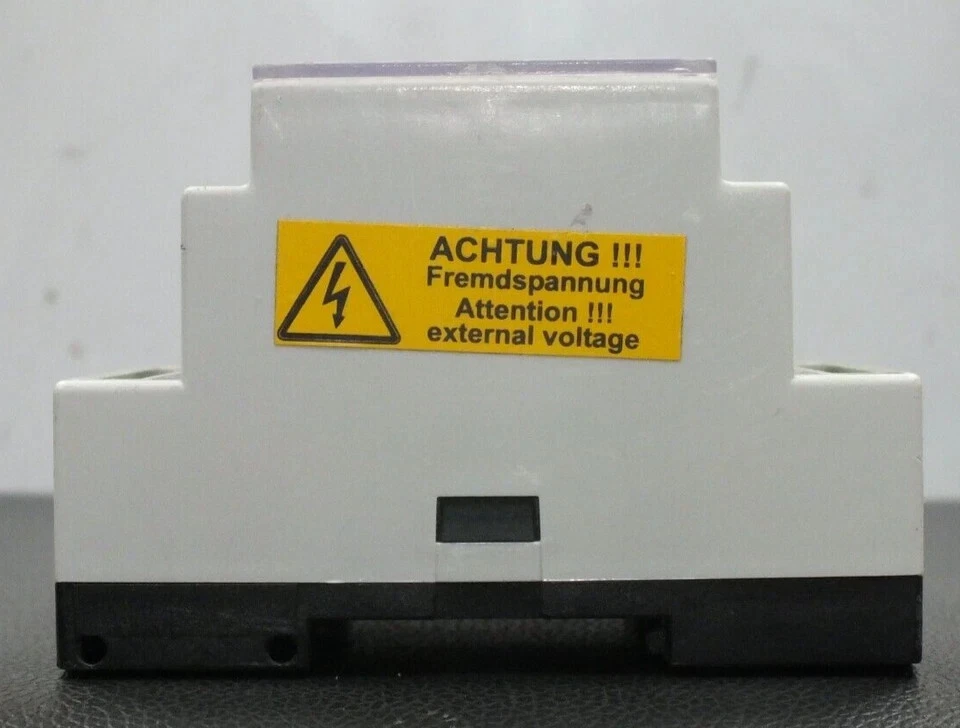 ACHTUNG !!!
Fremdspannung
Attention !!!
external voltage